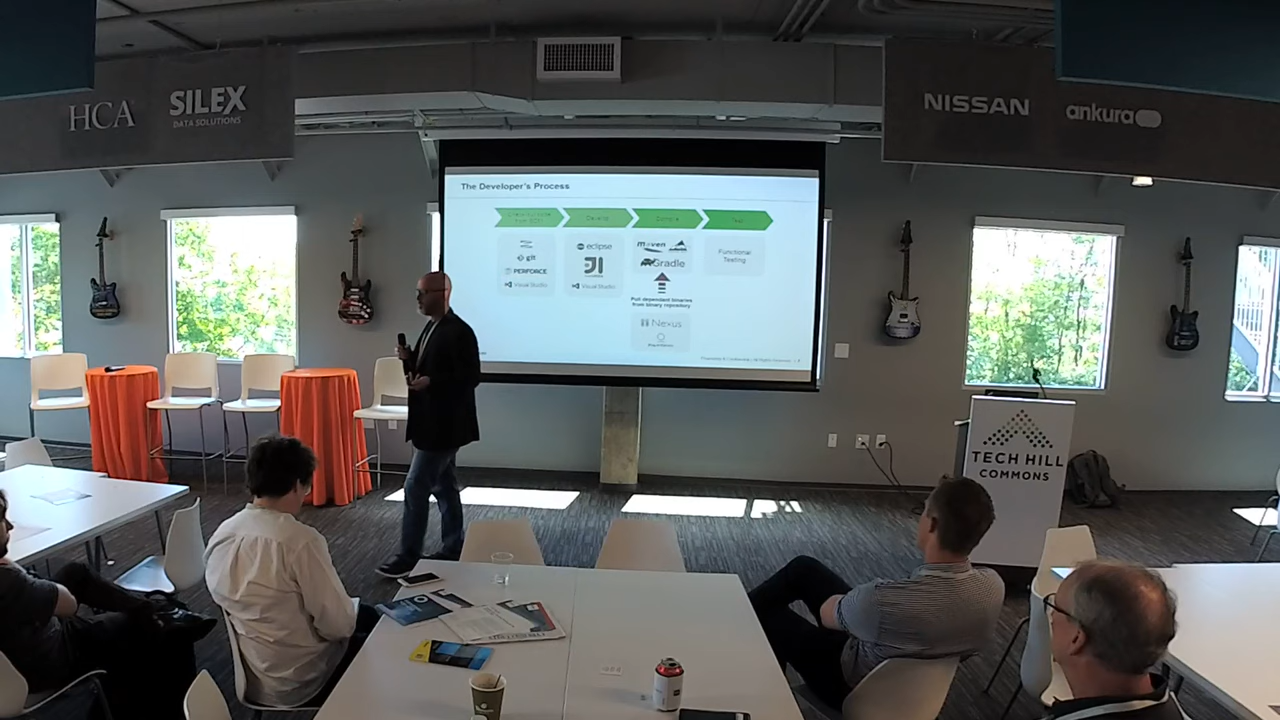 HCA
SILEX
DATA SOLUTIONS
NISSAN
ankura
The Developer's Process
Develop
Test
git
PERFORCE
Visual Studio
eclipse
JI
Visual Studio
Maven
Gradle
Pull dependent binaries
from binary repository
Nexus
Functional
Testing
TECH HILL
COMMONS